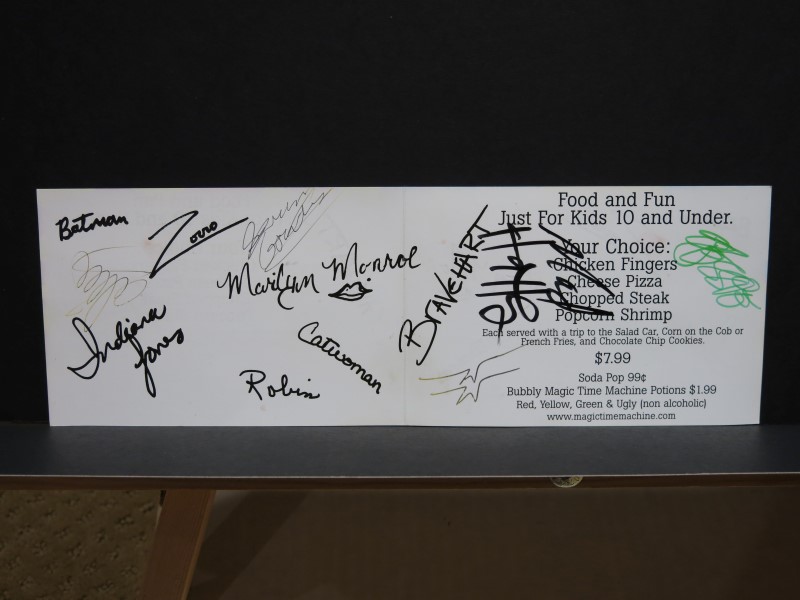 Batman
Zorro
Marilyn Monroe
Indiana Jones
Catwoman
Robin
BRAVEHART
Food and Fun
Just For Kids 10 and Under.
Your Choice:
Chicken Fingers
Cheese Pizza
Chopped Steak
Popcorn Shrimp
Each served with a trip to the Salad Car, Corn on the Cob or
French Fries, and Chocolate Chip Cookies.
$7.99
Soda Pop 99¢
Bubbly Magic Time Machine Potions $1.99
Red, Yellow, Green & Ugly (non alcoholic)
www.magictimemachine.com